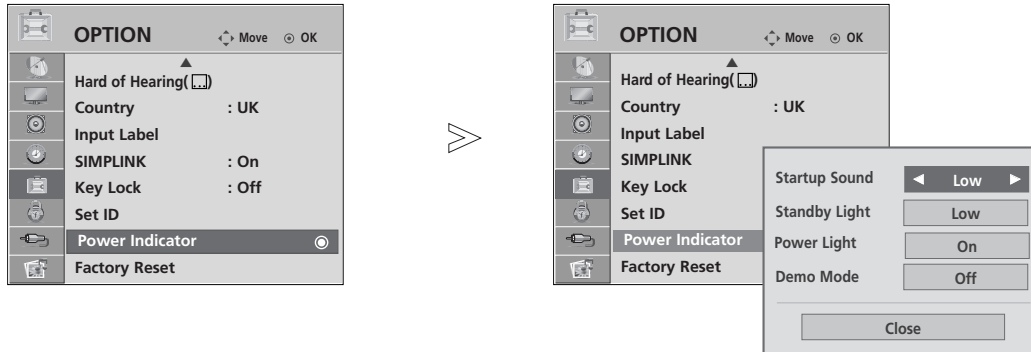 OPTION Move OK
Hard of Hearing( )
Country : UK
Input Label
SIMPLINK : On
Key Lock : Off
Set ID
Power Indicator
Factory Reset
OPTION Move OK
Hard of Hearing( )
Country : UK
Input Label
SIMPLINK
Key Lock
Set ID
Power Indicator
Factory Reset
Startup Sound Low
Standby Light Low
Power Light On
Demo Mode Off
Close